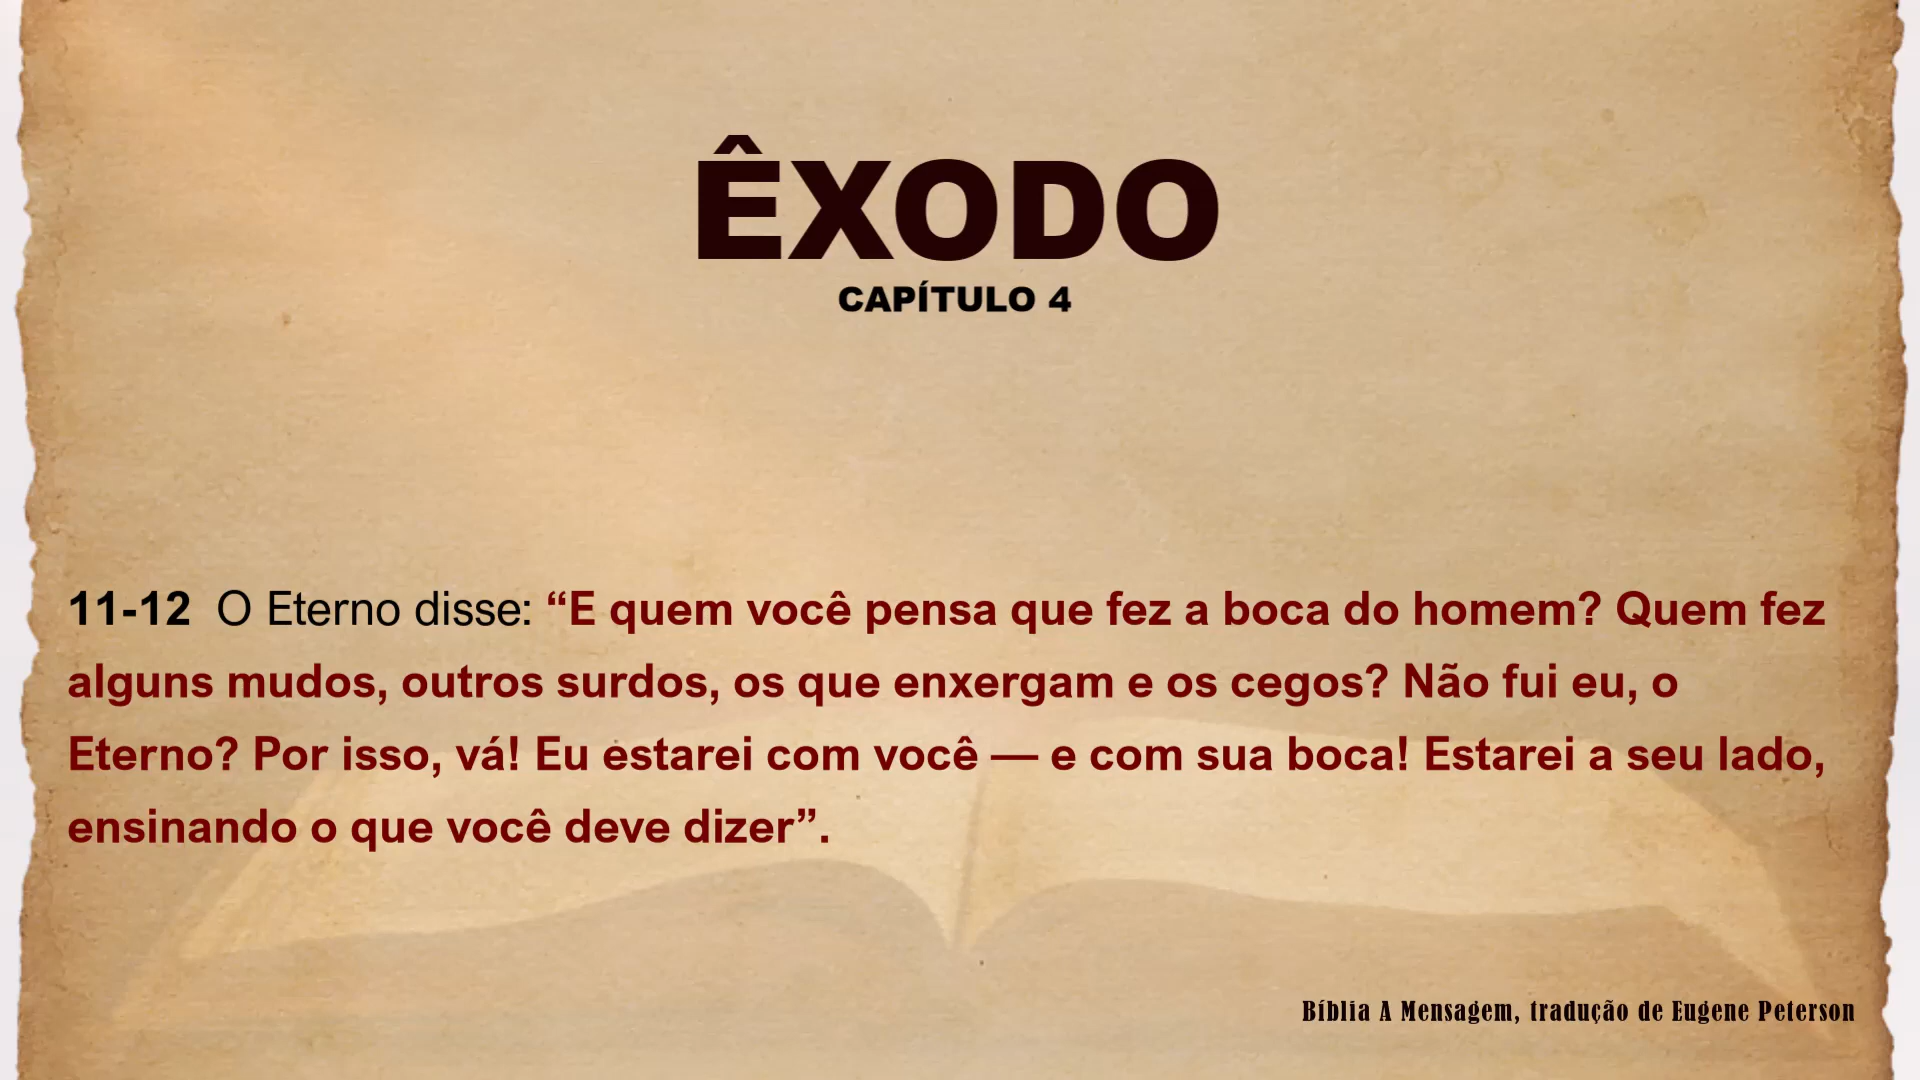 ÊXODO
CAPÍTULO 4
11-12  O Eterno disse: “E quem você pensa que fez a boca do homem? Quem fez
alguns mudos, outros surdos, os que enxergam e os cegos? Não fui eu, o
Eterno? Por isso, vá! Eu estarei com você — e com sua boca! Estarei a seu lado,
ensinando o que você deve dizer”.
Bíblia A Mensagem, tradução de Eugene Peterson